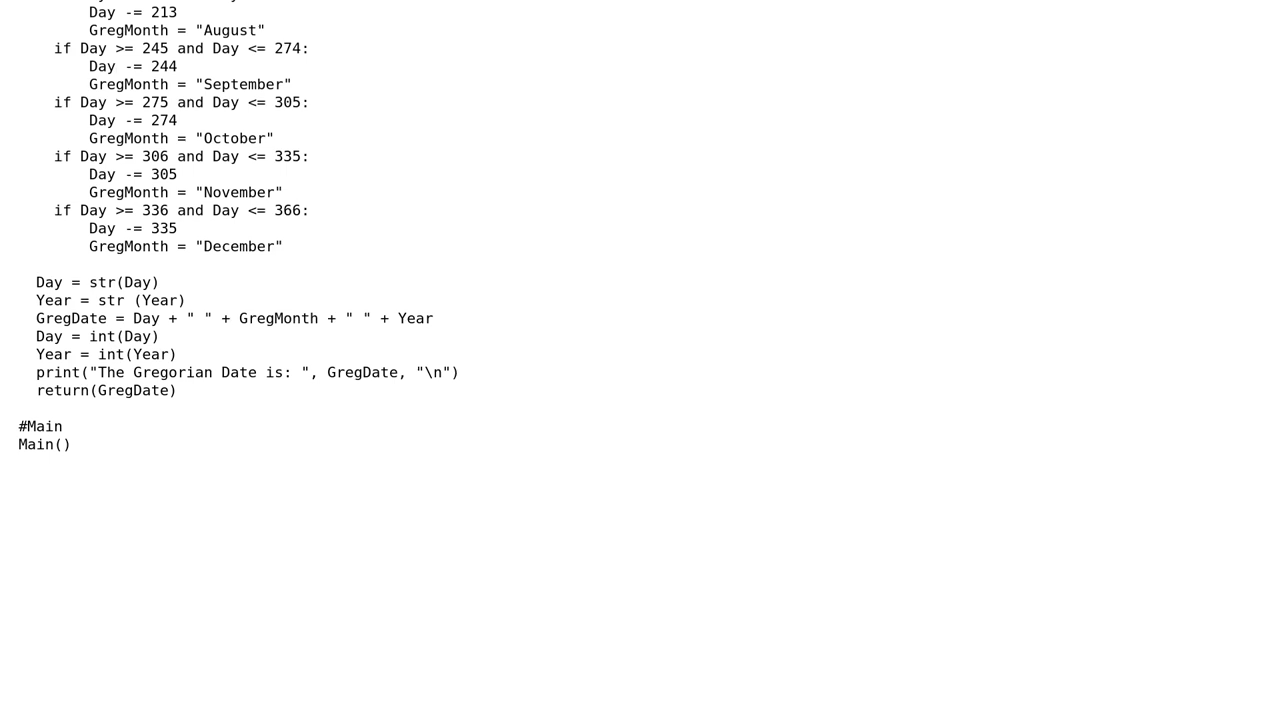 Day -= 213
        GregMonth = "August"
    if Day >= 245 and Day <= 274:
        Day -= 244
        GregMonth = "September"
    if Day >= 275 and Day <= 305:
        Day -= 274
        GregMonth = "October"
    if Day >= 306 and Day <= 335:
        Day -= 305
        GregMonth = "November"
    if Day >= 336 and Day <= 366:
        Day -= 335
        GregMonth = "December"

  Day = str(Day)
  Year = str (Year)
  GregDate = Day + " " + GregMonth + " " + Year
  Day = int(Day)
  Year = int(Year)
  print("The Gregorian Date is: ", GregDate, "\n")
  return(GregDate)

#Main
Main()